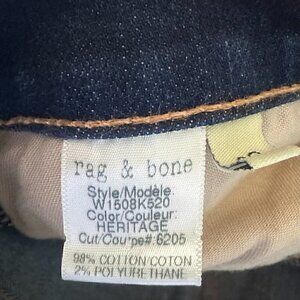 rag & bone
Style/Modèle:
W1508K520
Color/Couleur:
HERITAGE
Cut/Coupe#: 6205
98% COTTON/COTON
2% POLYURETHANE